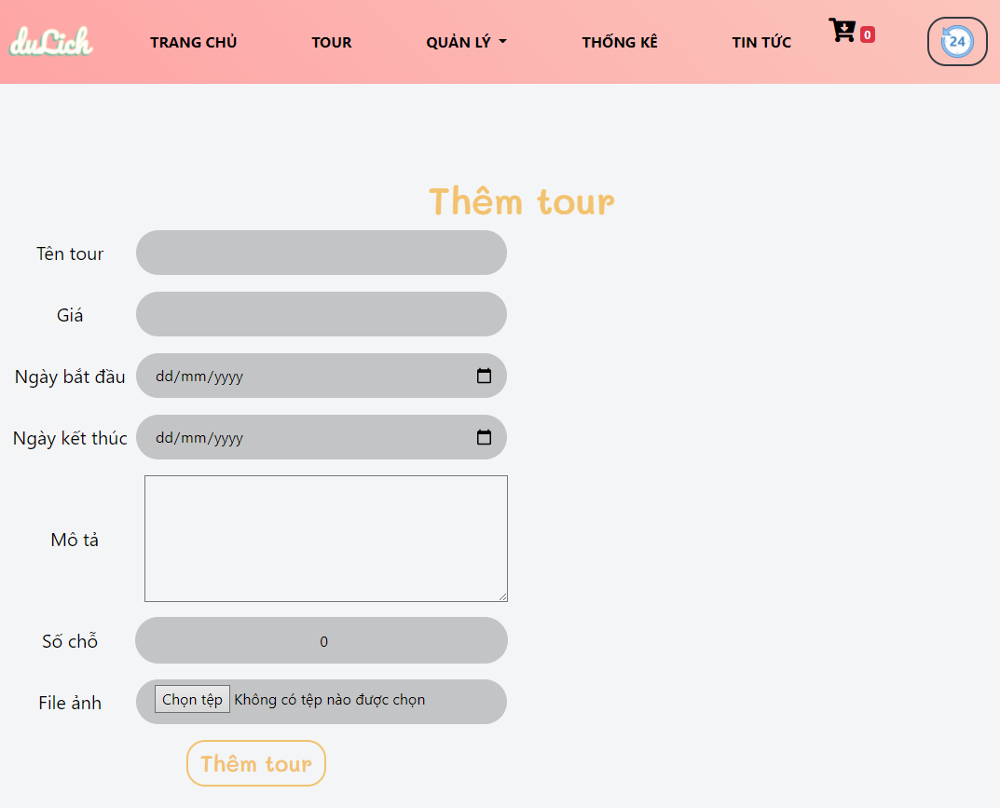 duLich TRANG CHỦ TOUR QUẢN LÝ THỐNG KÊ TIN TỨC 0 24
Thêm tour
Tên tour
Giá
Ngày bắt đầu dd/mm/yyyy
Ngày kết thúc dd/mm/yyyy
Mô tả
Số chỗ 0
File ảnh Chọn tệp Không có tệp nào được chọn
Thêm tour